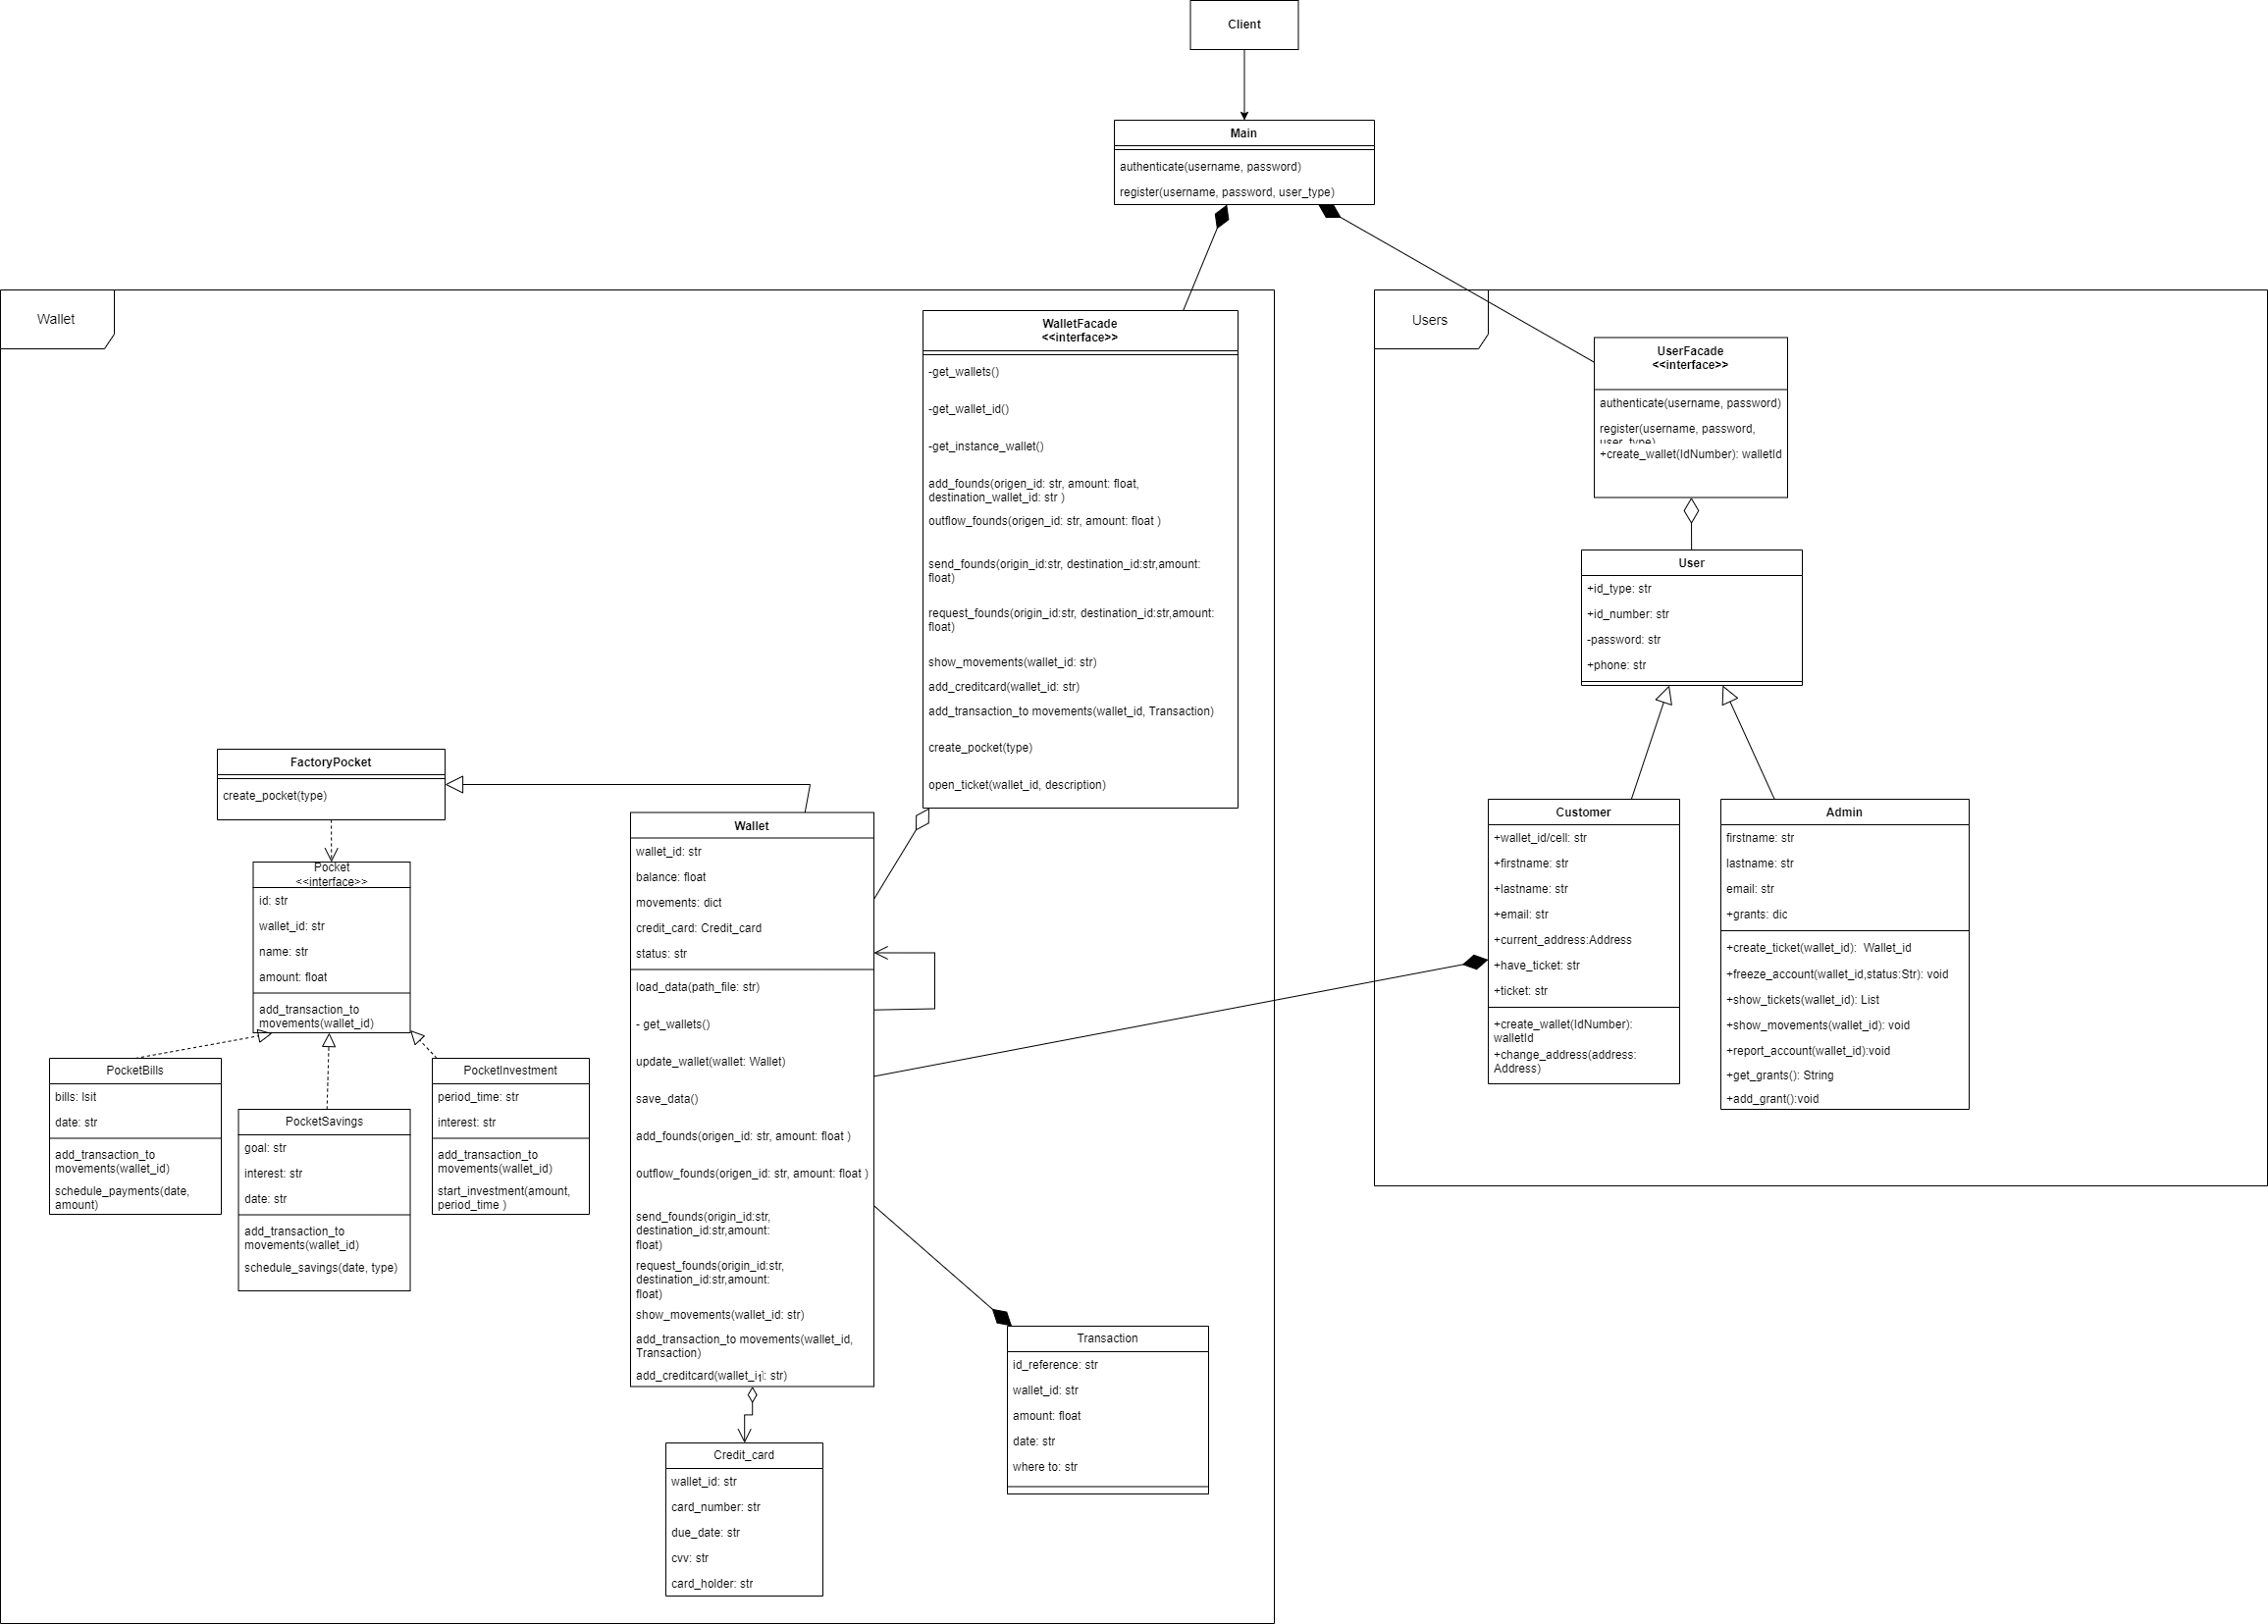 Client
Main
authenticate(username, password)
register(username, password, user_type)
Wallet
WalletFacade
<<interface>>
-get_wallets()
-get_wallet_id()
-get_instance_wallet()
add_founds(origen_id: str, amount: float,
destination_wallet_id: str )
outflow_founds(origen_id: str, amount: float )
send_founds(origin_id:str, destination_id:str,amount:
float)
request_founds(origin_id:str, destination_id:str,amount:
float)
show_movements(wallet_id: str)
add_creditcard(wallet_id: str)
add_transaction_to movements(wallet_id, Transaction)
create_pocket(type)
open_ticket(wallet_id, description)
FactoryPocket
create_pocket(type)
Pocket
<<interface>>
id: str
wallet_id: str
name: str
amount: float
add_transaction_to
movements(wallet_id)
PocketBills
bills: lsit
date: str
add_transaction_to
movements(wallet_id)
schedule_payments(date,
amount)
PocketSavings
goal: str
interest: str
date: str
add_transaction_to
movements(wallet_id)
schedule_savings(date, type)
PocketInvestment
period_time: str
interest: str
add_transaction_to
movements(wallet_id)
start_investment(amount,
period_time )
Wallet
wallet_id: str
balance: float
movements: dict
credit_card: Credit_card
status: str
load_data(path_file: str)
- get_wallets()
update_wallet(wallet: Wallet)
save_data()
add_founds(origen_id: str, amount: float )
outflow_founds(origen_id: str, amount: float )
send_founds(origin_id:str,
destination_id:str,amount:
float)
request_founds(origin_id:str,
destination_id:str,amount:
float)
show_movements(wallet_id: str)
add_transaction_to movements(wallet_id,
Transaction)
str)
1
Credit_card
wallet_id: str
card_number: str
due_date: str
cvv: str
card_holder: str
Transaction
id_reference: str
wallet_id: str
amount: float
date: str
where to: str
Users
UserFacade
<<interface>>
authenticate(username, password)
register(username, password,
user_type)
+create_wallet(IdNumber): walletId
User
+id_type: str
+id_number: str
-password: str
+phone: str
Customer
+wallet_id/cell: str
+firstname: str
+lastname: str
+email: str
+current_address:Address
+have_ticket: str
+ticket: str
+create_wallet(IdNumber):
walletId
+change_address(address:
Address)
Admin
firstname: str
lastname: str
email: str
+grants: dic
+create_ticket(wallet_id):  Wallet_id
+freeze_account(wallet_id,status:Str): void
+show_tickets(wallet_id): List
+show_movements(wallet_id): void
+report_account(wallet_id):void
+get_grants(): String
+add_grant():void